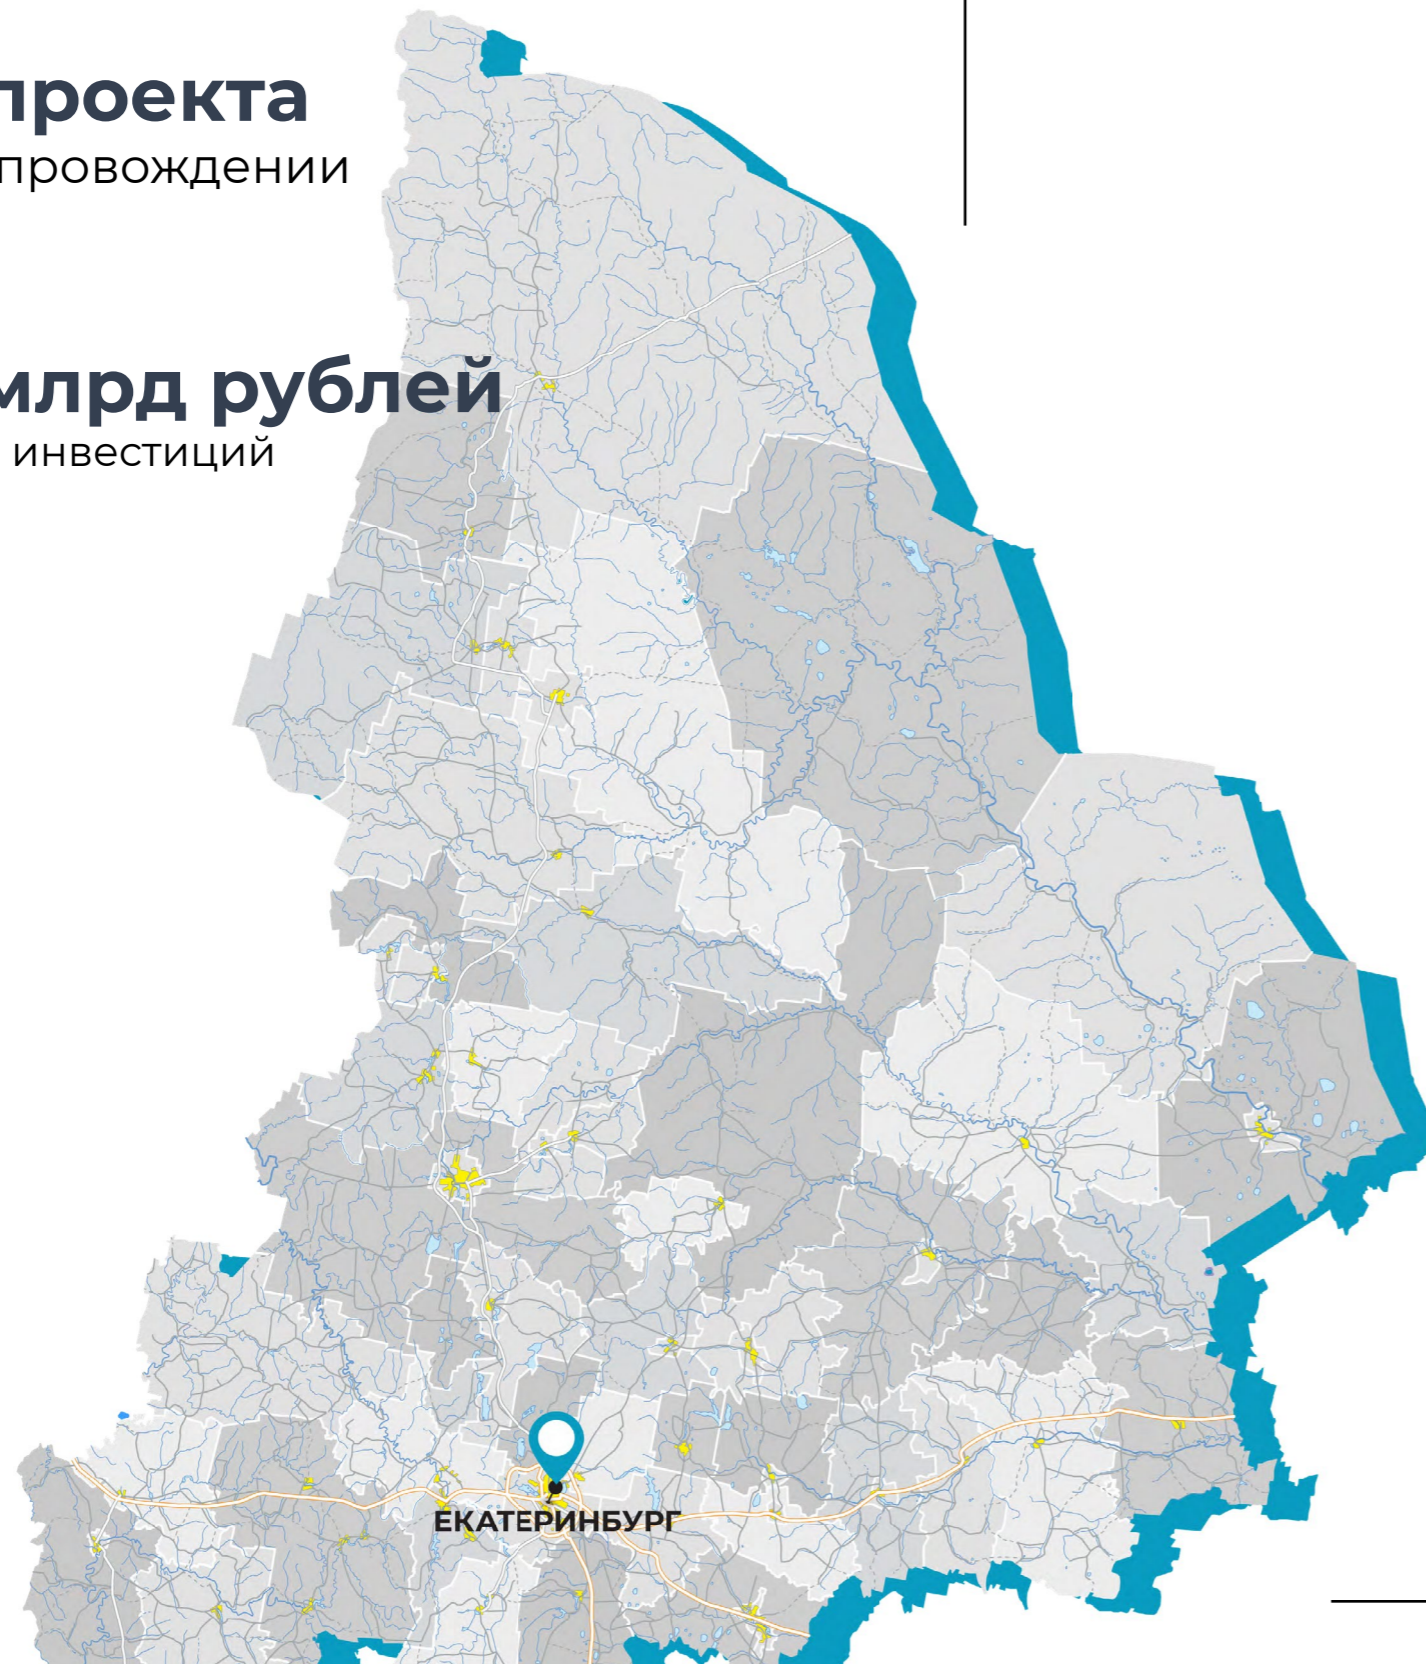 проекта
провождении
млрд рублей
инвестиций
ЕКАТЕРИНБУРГ